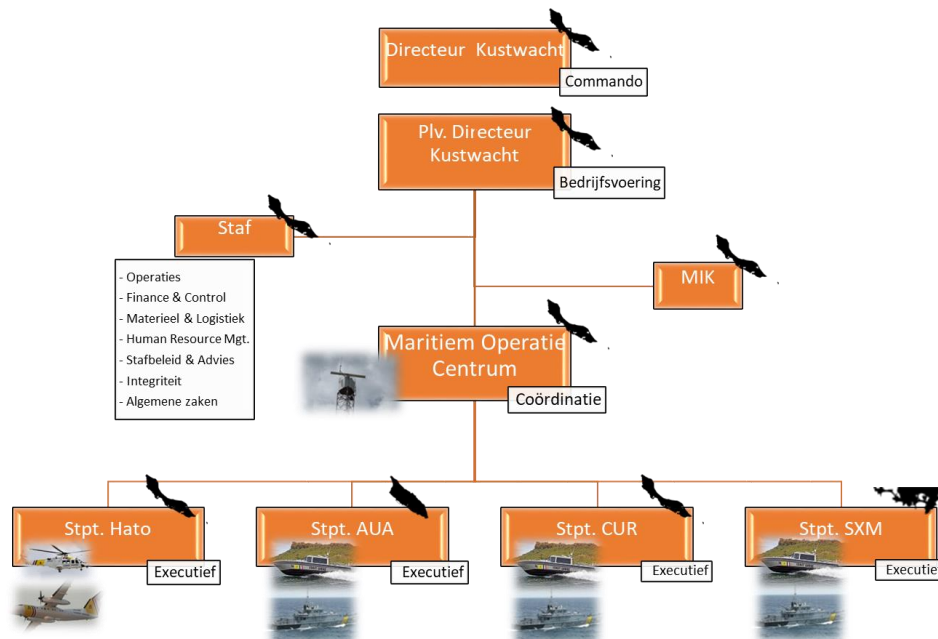 Directeur Kustwacht
Commando
Plv. Directeur
Kustwacht
Bedrijfsvoering
Staf
- Operaties
- Finance & Control
- Materieel & Logistiek
- Human Resource Mgt.
- Stafbeleid & Advies
- Integriteit
- Algemene zaken
MIK
Maritiem Operatie
Centrum
Coördinatie
Stpt. Hato
Executief
Stpt. AUA
Executief
Stpt. CUR
Executief
Stpt. SXM
Executief